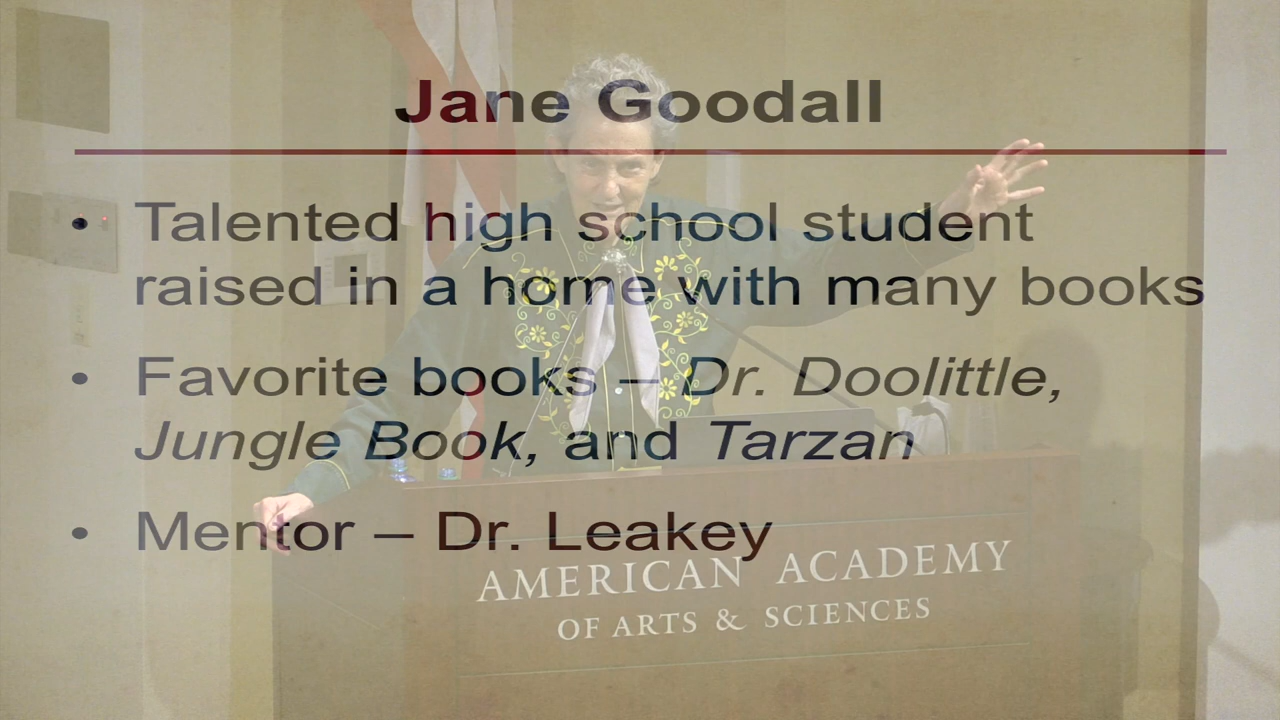 Jane Goodall
• Talented high school student
raised in a home with many books
• Favorite books – Dr. Doolittle,
Jungle Book, and Tarzan
• Mentor – Dr. Leakey
AMERICAN ACADEMY
OF ARTS & SCIENCES